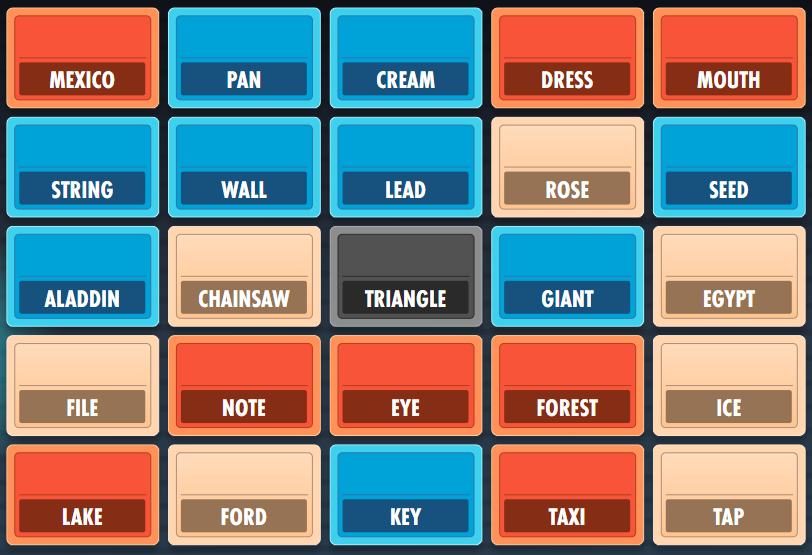 MEXICO
PAN
CREAM
DRESS
MOUTH
STRING
WALL
LEAD
ROSE
SEED
ALADDIN
CHAINSAW
TRIANGLE
GIANT
EGYPT
FILE
NOTE
EYE
FOREST
ICE
LAKE
FORD
KEY
TAXI
TAP